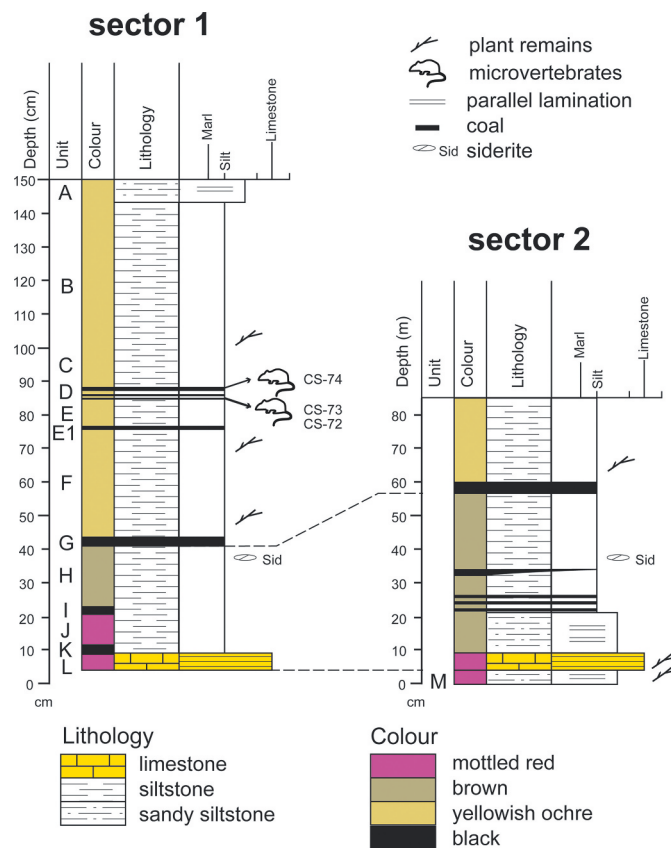 sector 1
plant remains
microvertebrates
parallel lamination
coal
Sid siderite
Depth (cm)
Unit
Colour
Lithology
Marl
Silt
Limestone
150
140
130
120
110
100
90
80
70
60
50
40
30
20
10
0
cm
A
B
C
D
E
E1
F
G
H
I
J
K
L
CS-74
CS-73
CS-72
Sid
sector 2
Depth (m)
Unit
Colour
Lithology
Marl
Silt
Limestone
80
70
60
50
40
30
20
10
0
cm
M
Sid
Lithology
limestone
siltstone
sandy siltstone
Colour
mottled red
brown
yellowish ochre
black